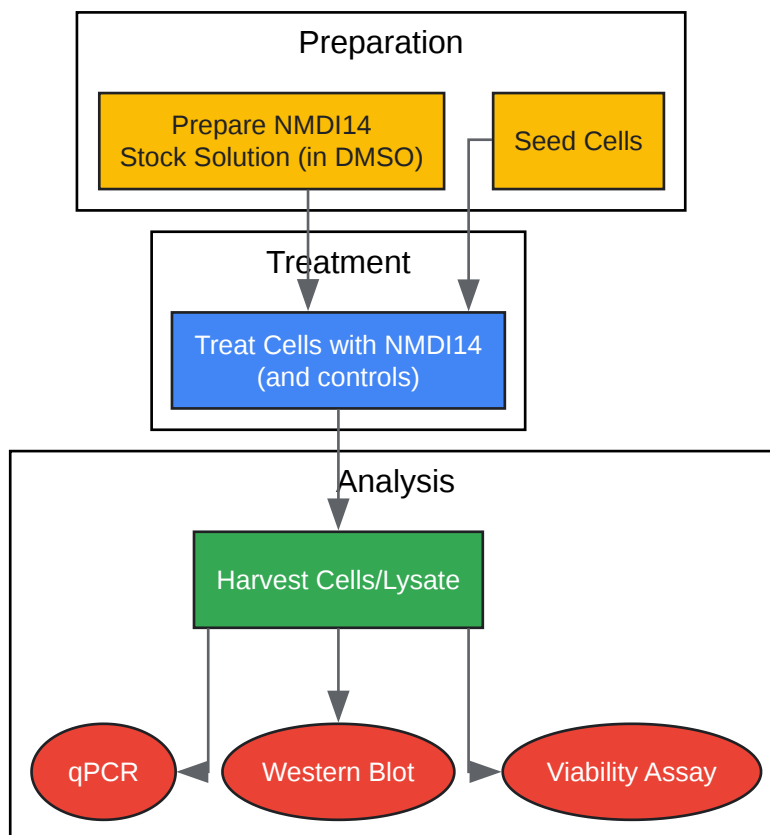 Preparation
Prepare NMDI14
Stock Solution (in DMSO)
Seed Cells
Treatment
Treat Cells with NMDI14
(and controls)
Analysis
Harvest Cells/Lysate
qPCR
Western Blot
Viability Assay